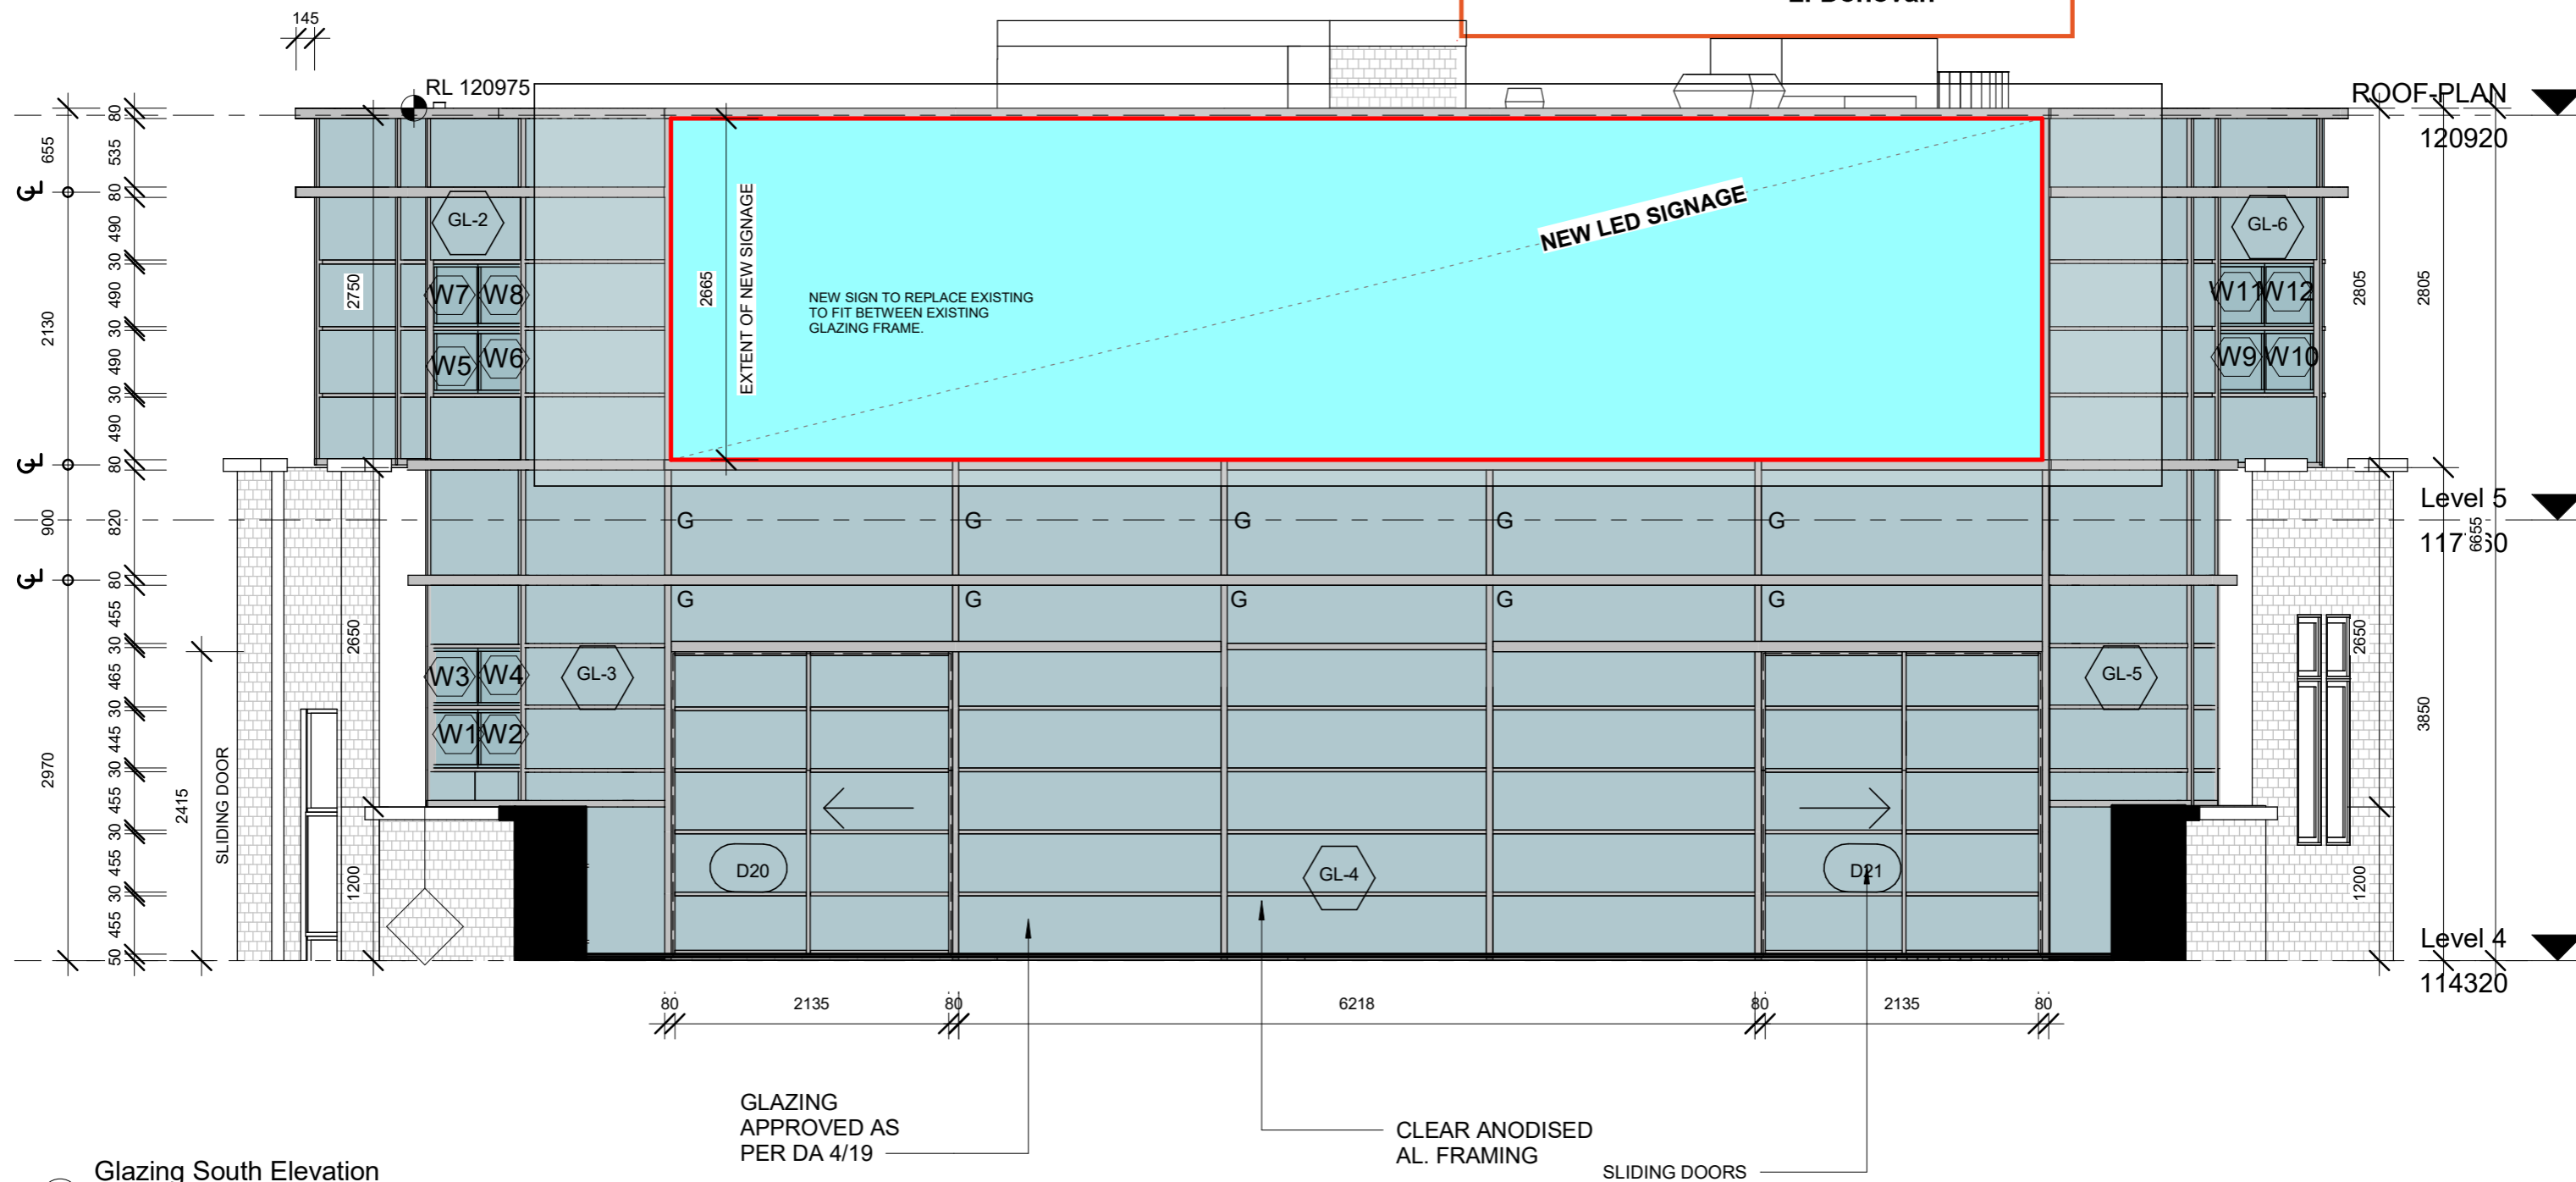 145
RL 120975
ROOF-PLAN
120920
80
655
535
80
GL-2
GL-6
490
EXTENT OF NEW SIGNAGE
NEW LED SIGNAGE
30
2750
2665
NEW SIGN TO REPLACE EXISTING
TO FIT BETWEEN EXISTING
GLAZING FRAME.
W7 W8
W11 W12
2805
2805
490
2130
30
W5 W6
W9 W10
490
30
490
80
Level 5
900
820
G G G G G
6655
80
G G G G G
455
2650
2650
30
W3 W4
GL-3
GL-5
465
30
3850
W1 W2
445
2970
30
2415
SLIDING DOOR
455
30
D20
GL-4
D21
455
1200
1200
30
455
50
Level 4
114320
80 2135 80 6218 80 2135 80
GLAZING
APPROVED AS
PER DA 4/19
CLEAR ANODISED
AL. FRAMING
SLIDING DOORS
Glazing South Elevation